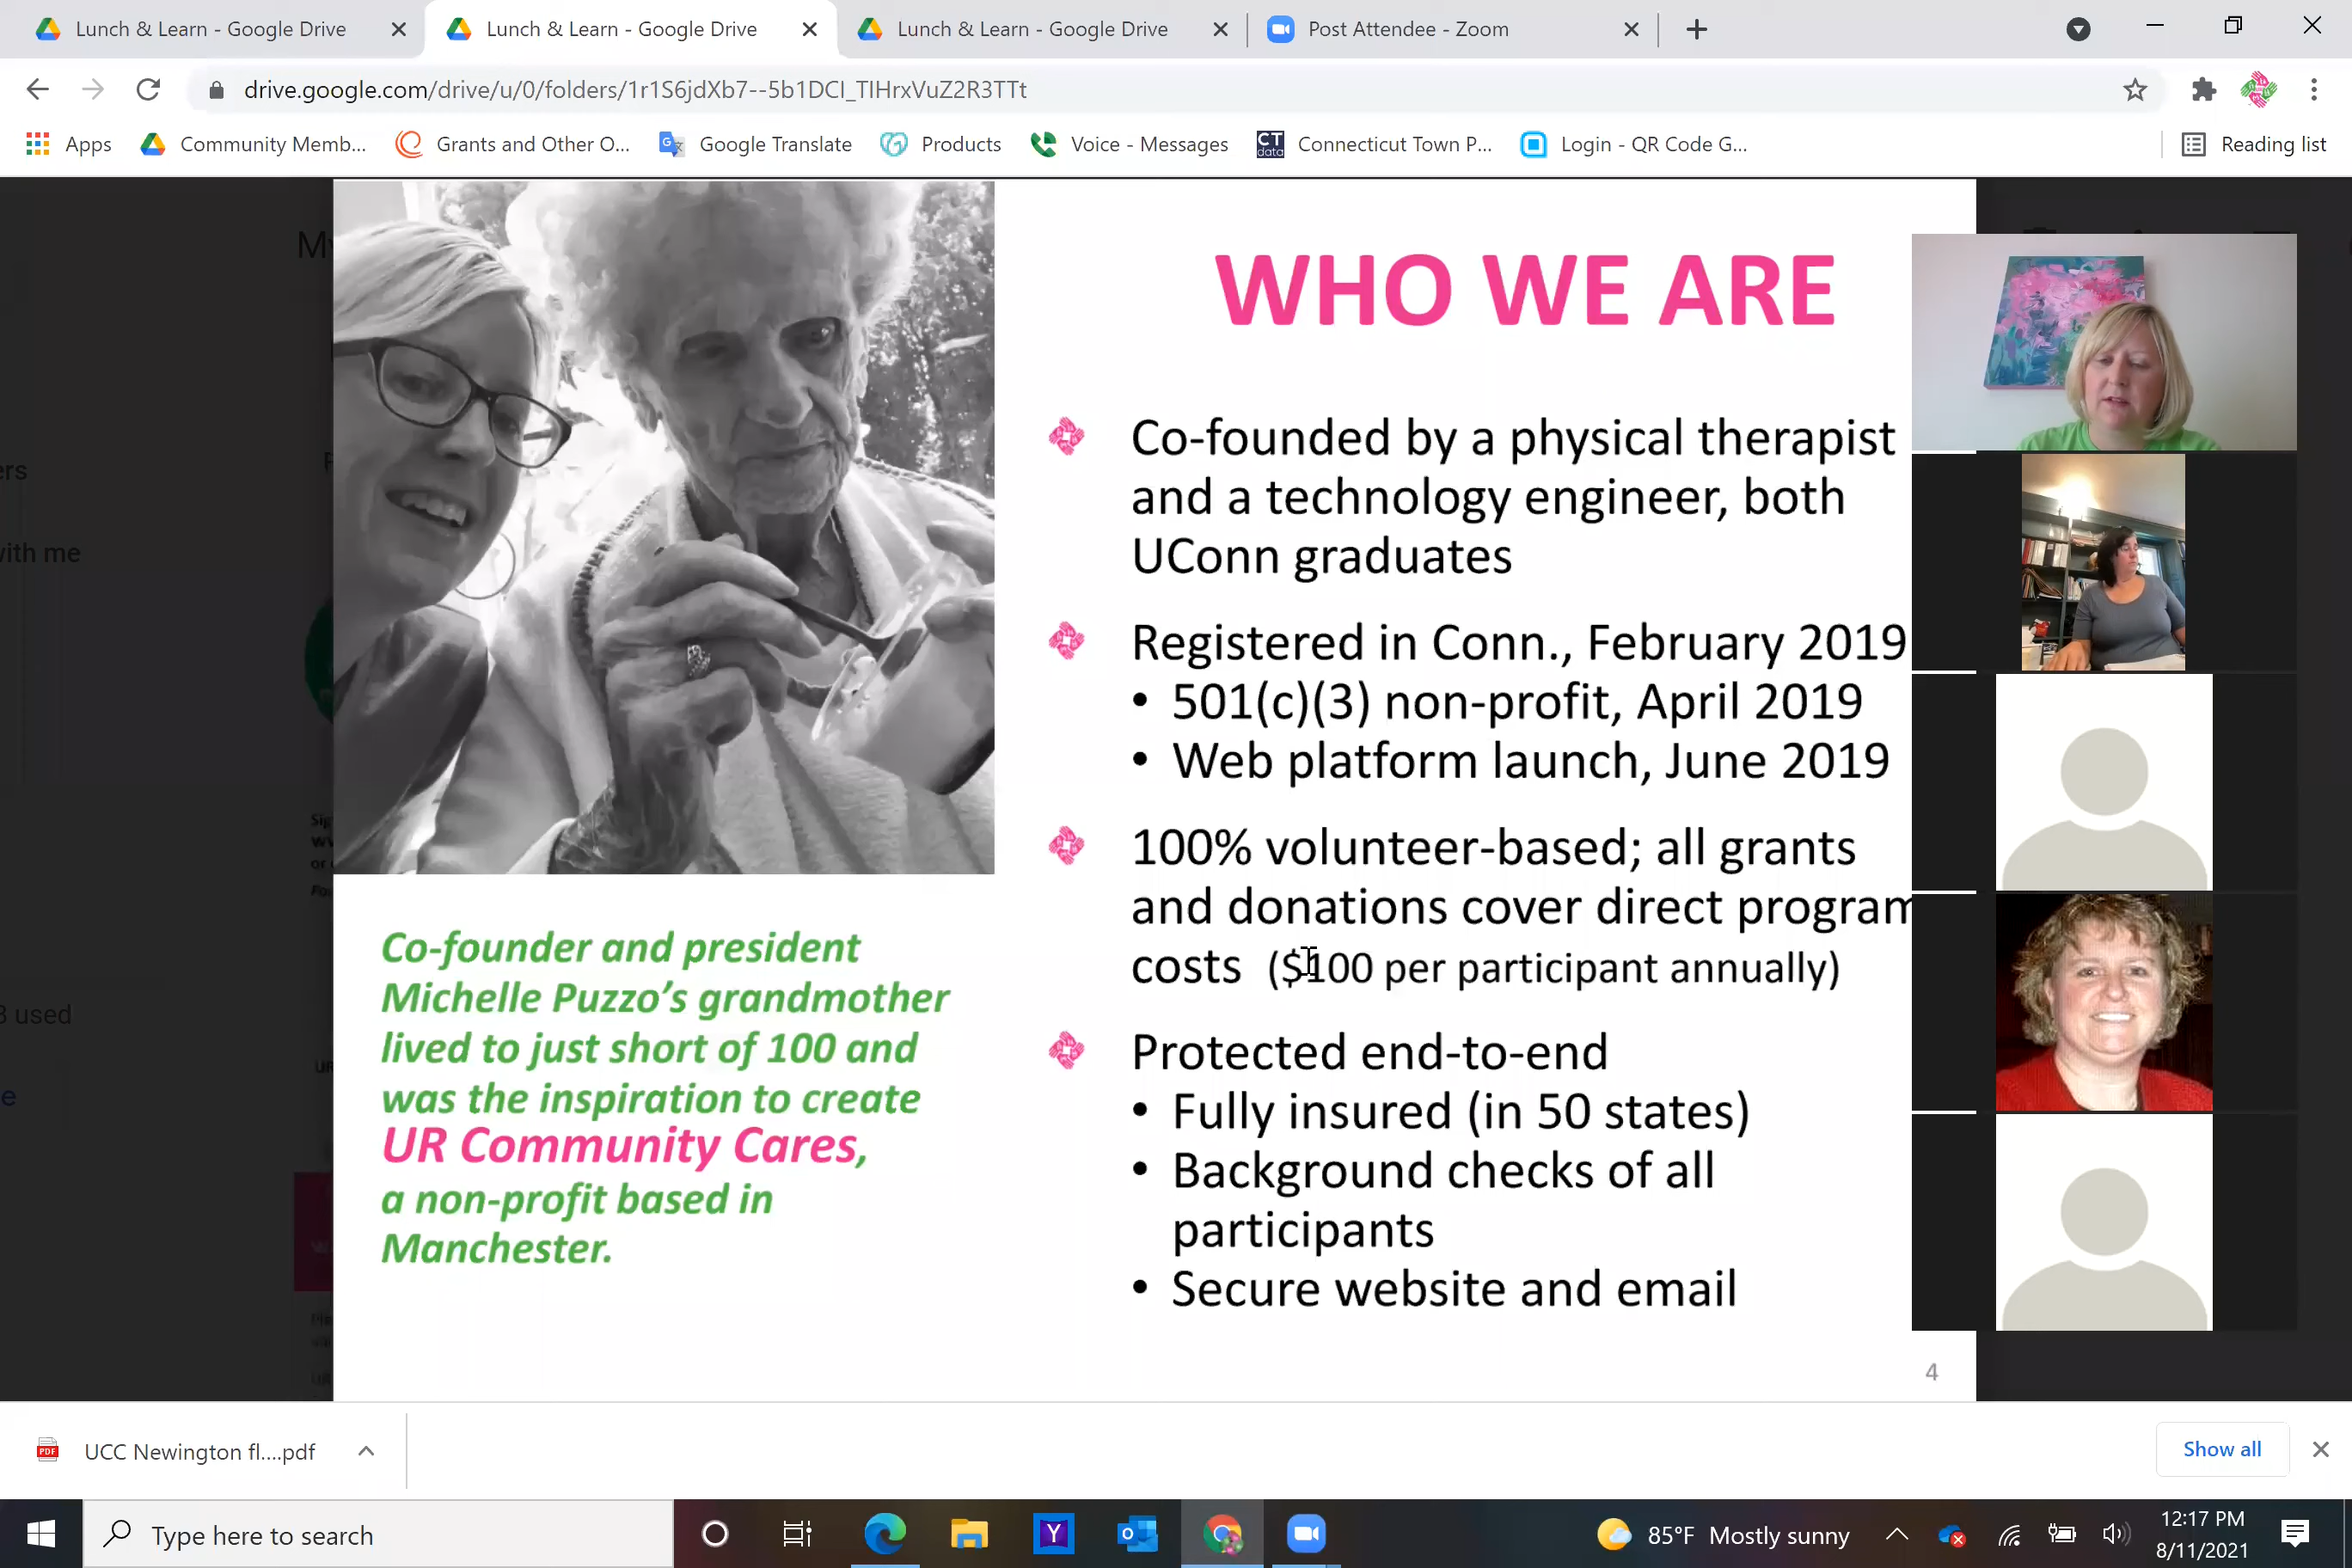 Lunch & Learn - Google Drive
Lunch & Learn - Google Drive
Lunch & Learn - Google Drive
Post Attendee - Zoom
drive.google.com/drive/u/0/folders/1r1S6jdXb7--5b1DCI_TIHrxVuZ2R3TTt
Apps
Community Memb...
Grants and Other O...
Google Translate
Products
Voice - Messages
CT data
Connecticut Town P...
Login - QR Code G...
Reading list
ers
with me
B used
e
WHO WE ARE
Co-founded by a physical therapist
and a technology engineer, both
UConn graduates
Registered in Conn., February 2019
• 501(c)(3) non-profit, April 2019
• Web platform launch, June 2019
100% volunteer-based; all grants
and donations cover direct program
costs ($100 per participant annually)
Protected end-to-end
• Fully insured (in 50 states)
• Background checks of all
participants
• Secure website and email
4
Co-founder and president
Michelle Puzzo's grandmother
lived to just short of 100 and
was the inspiration to create
UR Community Cares,
a non-profit based in
Manchester.
PDF
UCC Newington fl....pdf
Show all
Type here to search
85°F Mostly sunny
12:17 PM
8/11/2021